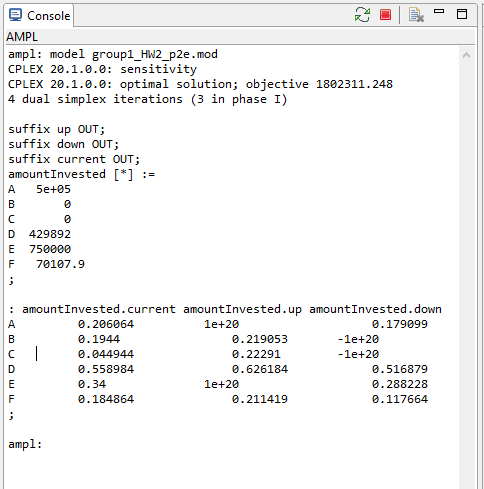 Console
AMPL
ampl: model group1_HW2_p2e.mod
CPLEX 20.1.0.0: sensitivity
CPLEX 20.1.0.0: optimal solution; objective 1802311.248
4 dual simplex iterations (3 in phase I)
suffix up OUT;
suffix down OUT;
suffix current OUT;
amountInvested [*] :=
A 5e+05
B 0
C 0
D 429892
E 750000
F 70107.9
;
: amountInvested.current amountInvested.up amountInvested.down
A 0.206064 1e+20 0.179099
B 0.1944 0.219053 -1e+20
C 0.044944 0.22291 -1e+20
D 0.558984 0.626184 0.516879
E 0.34 1e+20 0.288228
F 0.184864 0.211419 0.117664
;
ampl: